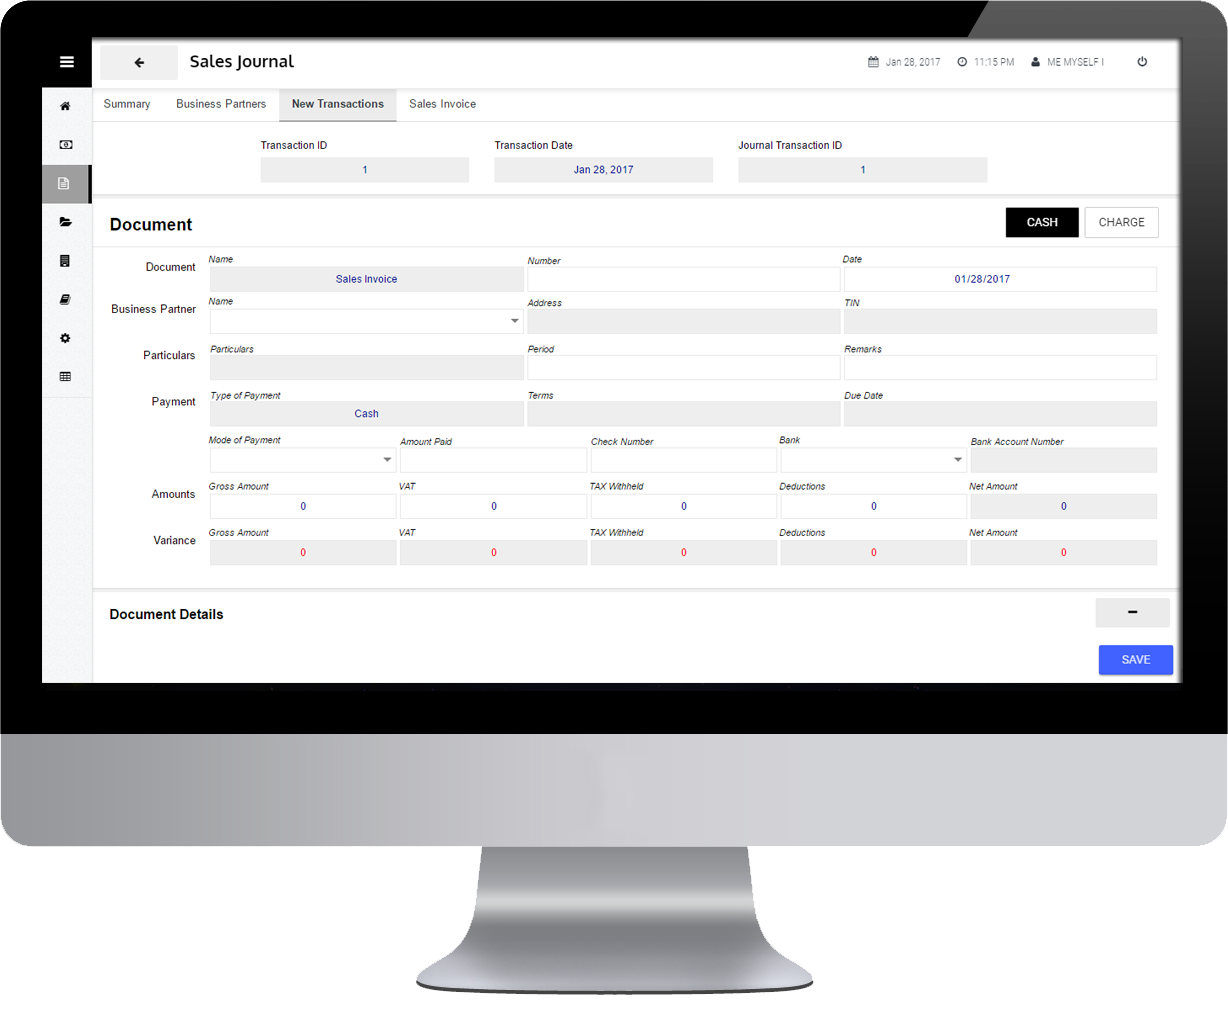 Sales Journal
Jan 28, 2017 11:15 PM ME MYSELF I
Summary Business Partners New Transactions Sales Invoice
Transaction ID Transaction Date Journal Transaction ID
1 Jan 28, 2017 1
Document CASH CHARGE
Name Number Date
Document Sales Invoice 01/28/2017
Name Address TIN
Business Partner
Particulars Period Remarks
Particulars
Type of Payment Terms Due Date
Payment Cash
Mode of Payment Amount Paid Check Number Bank Bank Account Number
Gross Amount VAT TAX Withheld Deductions Net Amount
Amounts 0 0 0 0 0
Gross Amount VAT TAX Withheld Deductions Net Amount
Variance 0 0 0 0 0
Document Details
SAVE